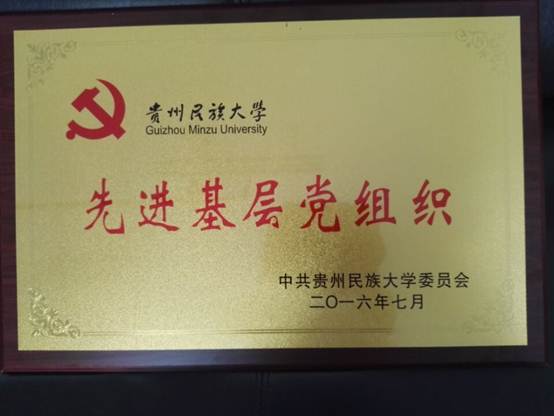 贵州民族大学
Guizhou Minzu University
先进基层党组织
中共贵州民族大学委员会
二〇一六年七月